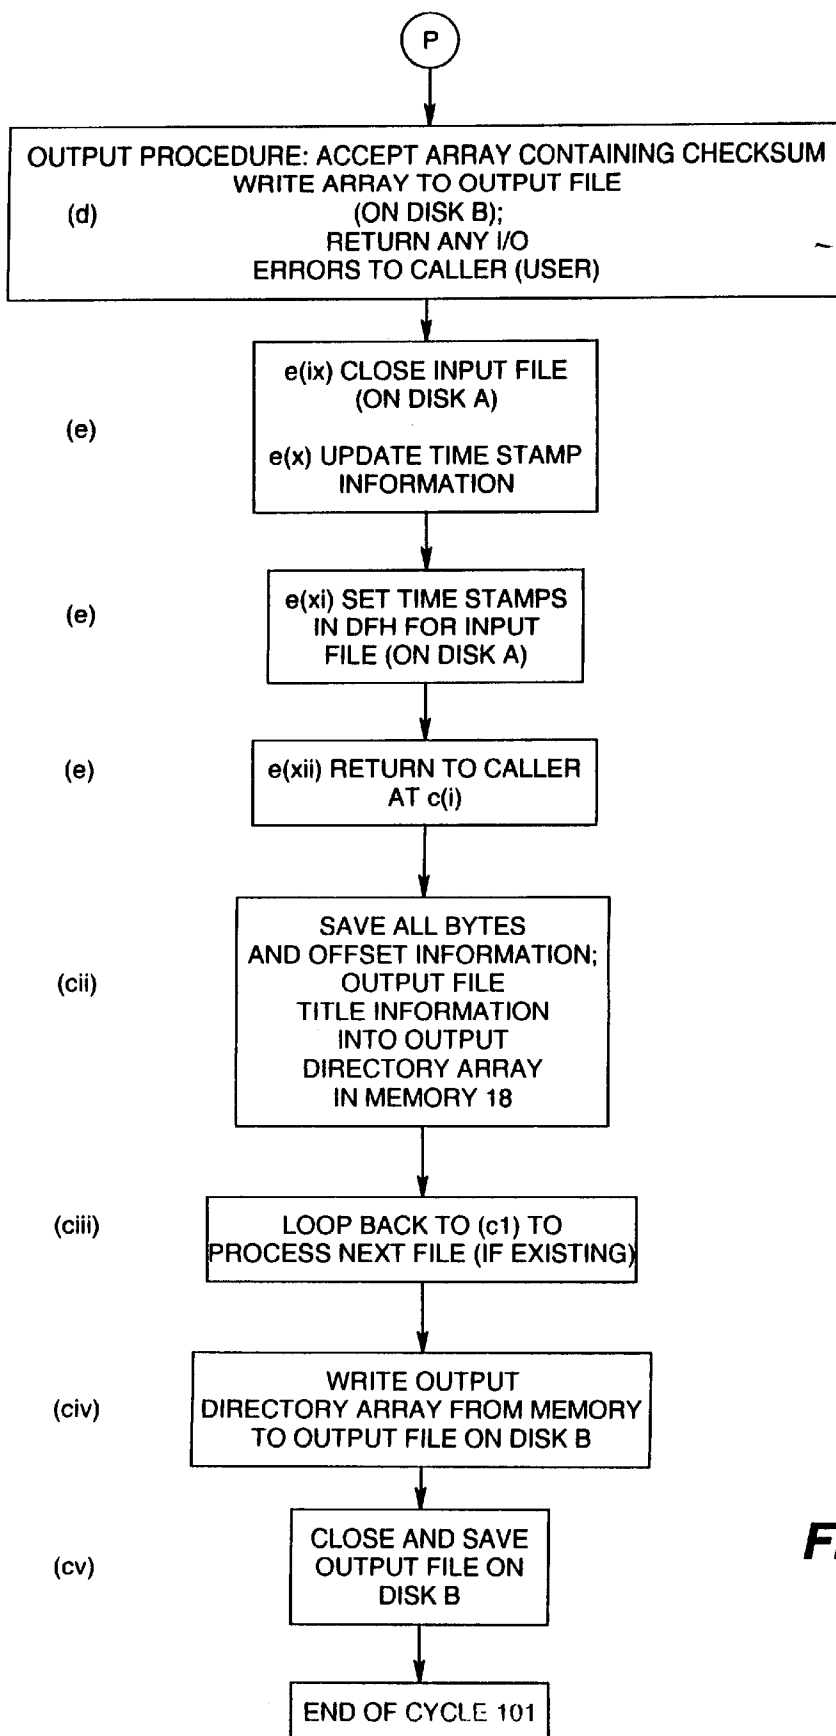 P
OUTPUT PROCEDURE: ACCEPT ARRAY CONTAINING CHECKSUM
WRITE ARRAY TO OUTPUT FILE
(d)
(ON DISK B);
RETURN ANY I/O
ERRORS TO CALLER (USER)
e(ix) CLOSE INPUT FILE
(ON DISK A)
(e)
e(x) UPDATE TIME STAMP
INFORMATION
(e)
e(xi) SET TIME STAMPS
IN DFH FOR INPUT
FILE (ON DISK A)
(e)
e(xii) RETURN TO CALLER
AT c(i)
(cii)
SAVE ALL BYTES
AND OFFSET INFORMATION;
OUTPUT FILE
TITLE INFORMATION
INTO OUTPUT
DIRECTORY ARRAY
IN MEMORY 18
(ciii)
LOOP BACK TO (c1) TO
PROCESS NEXT FILE (IF EXISTING)
(civ)
WRITE OUTPUT
DIRECTORY ARRAY FROM MEMORY
TO OUTPUT FILE ON DISK B
(cv)
CLOSE AND SAVE
OUTPUT FILE ON
DISK B
END OF CYCLE 101